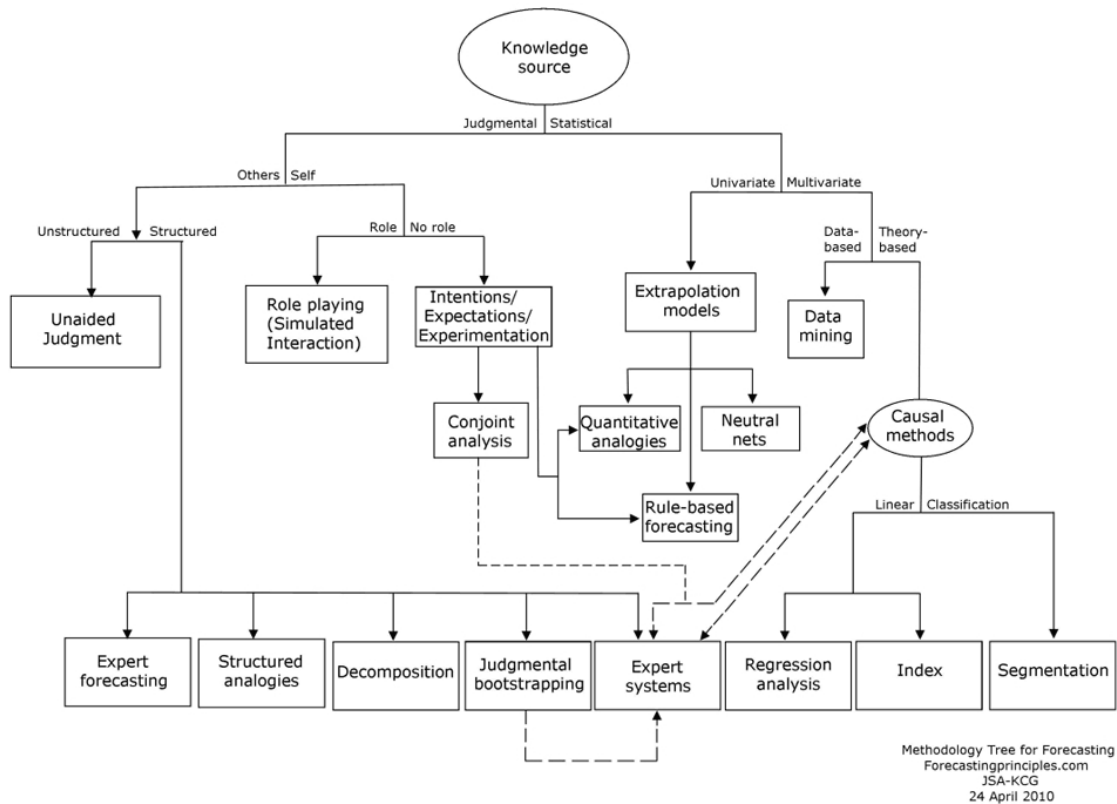 Knowledge
source
Judgmental Statistical
Others Self
Univariate Multivariate
Unstructured Structured
Role No role
Data-
based
Theory-
based
Unaided
Judgment
Role playing
(Simulated
Interaction)
Intentions/
Expectations/
Experimentation
Extrapolation
models
Data
mining
Conjoint
analysis
Quantitative
analogies
Neutral
nets
Causal
methods
Rule-based
forecasting
Linear Classification
Expert
forecasting
Structured
analogies
Decomposition
Judgmental
bootstrapping
Expert
systems
Regression
analysis
Index
Segmentation
Methodology Tree for Forecasting
Forecastingprinciples.com
JSA-KCG
24 April 2010